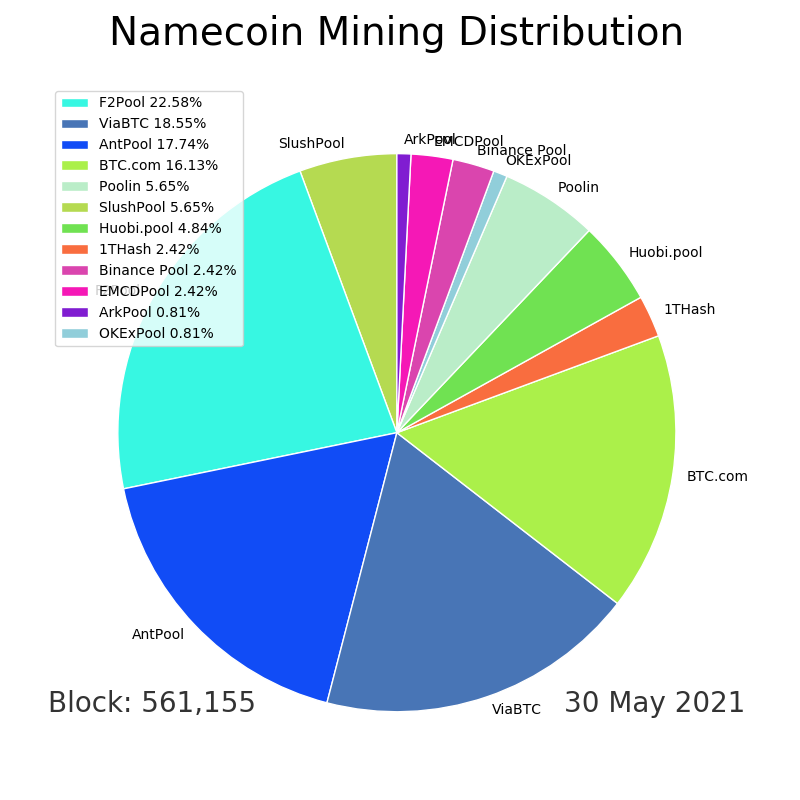 Namecoin Mining Distribution
F2Pool 22.58%
ViaBTC 18.55%
AntPool 17.74%
BTC.com 16.13%
Poolin 5.65%
SlushPool 5.65%
Huobi.pool 4.84%
1THash 2.42%
Binance Pool 2.42%
EMCDPool 2.42%
ArkPool 0.81%
OKExPool 0.81%
SlushPool
ArkPool
EMCDPool
Binance Pool
OKExPool
Poolin
Huobi.pool
1THash
BTC.com
ViaBTC
AntPool
Block: 561,155
30 May 2021